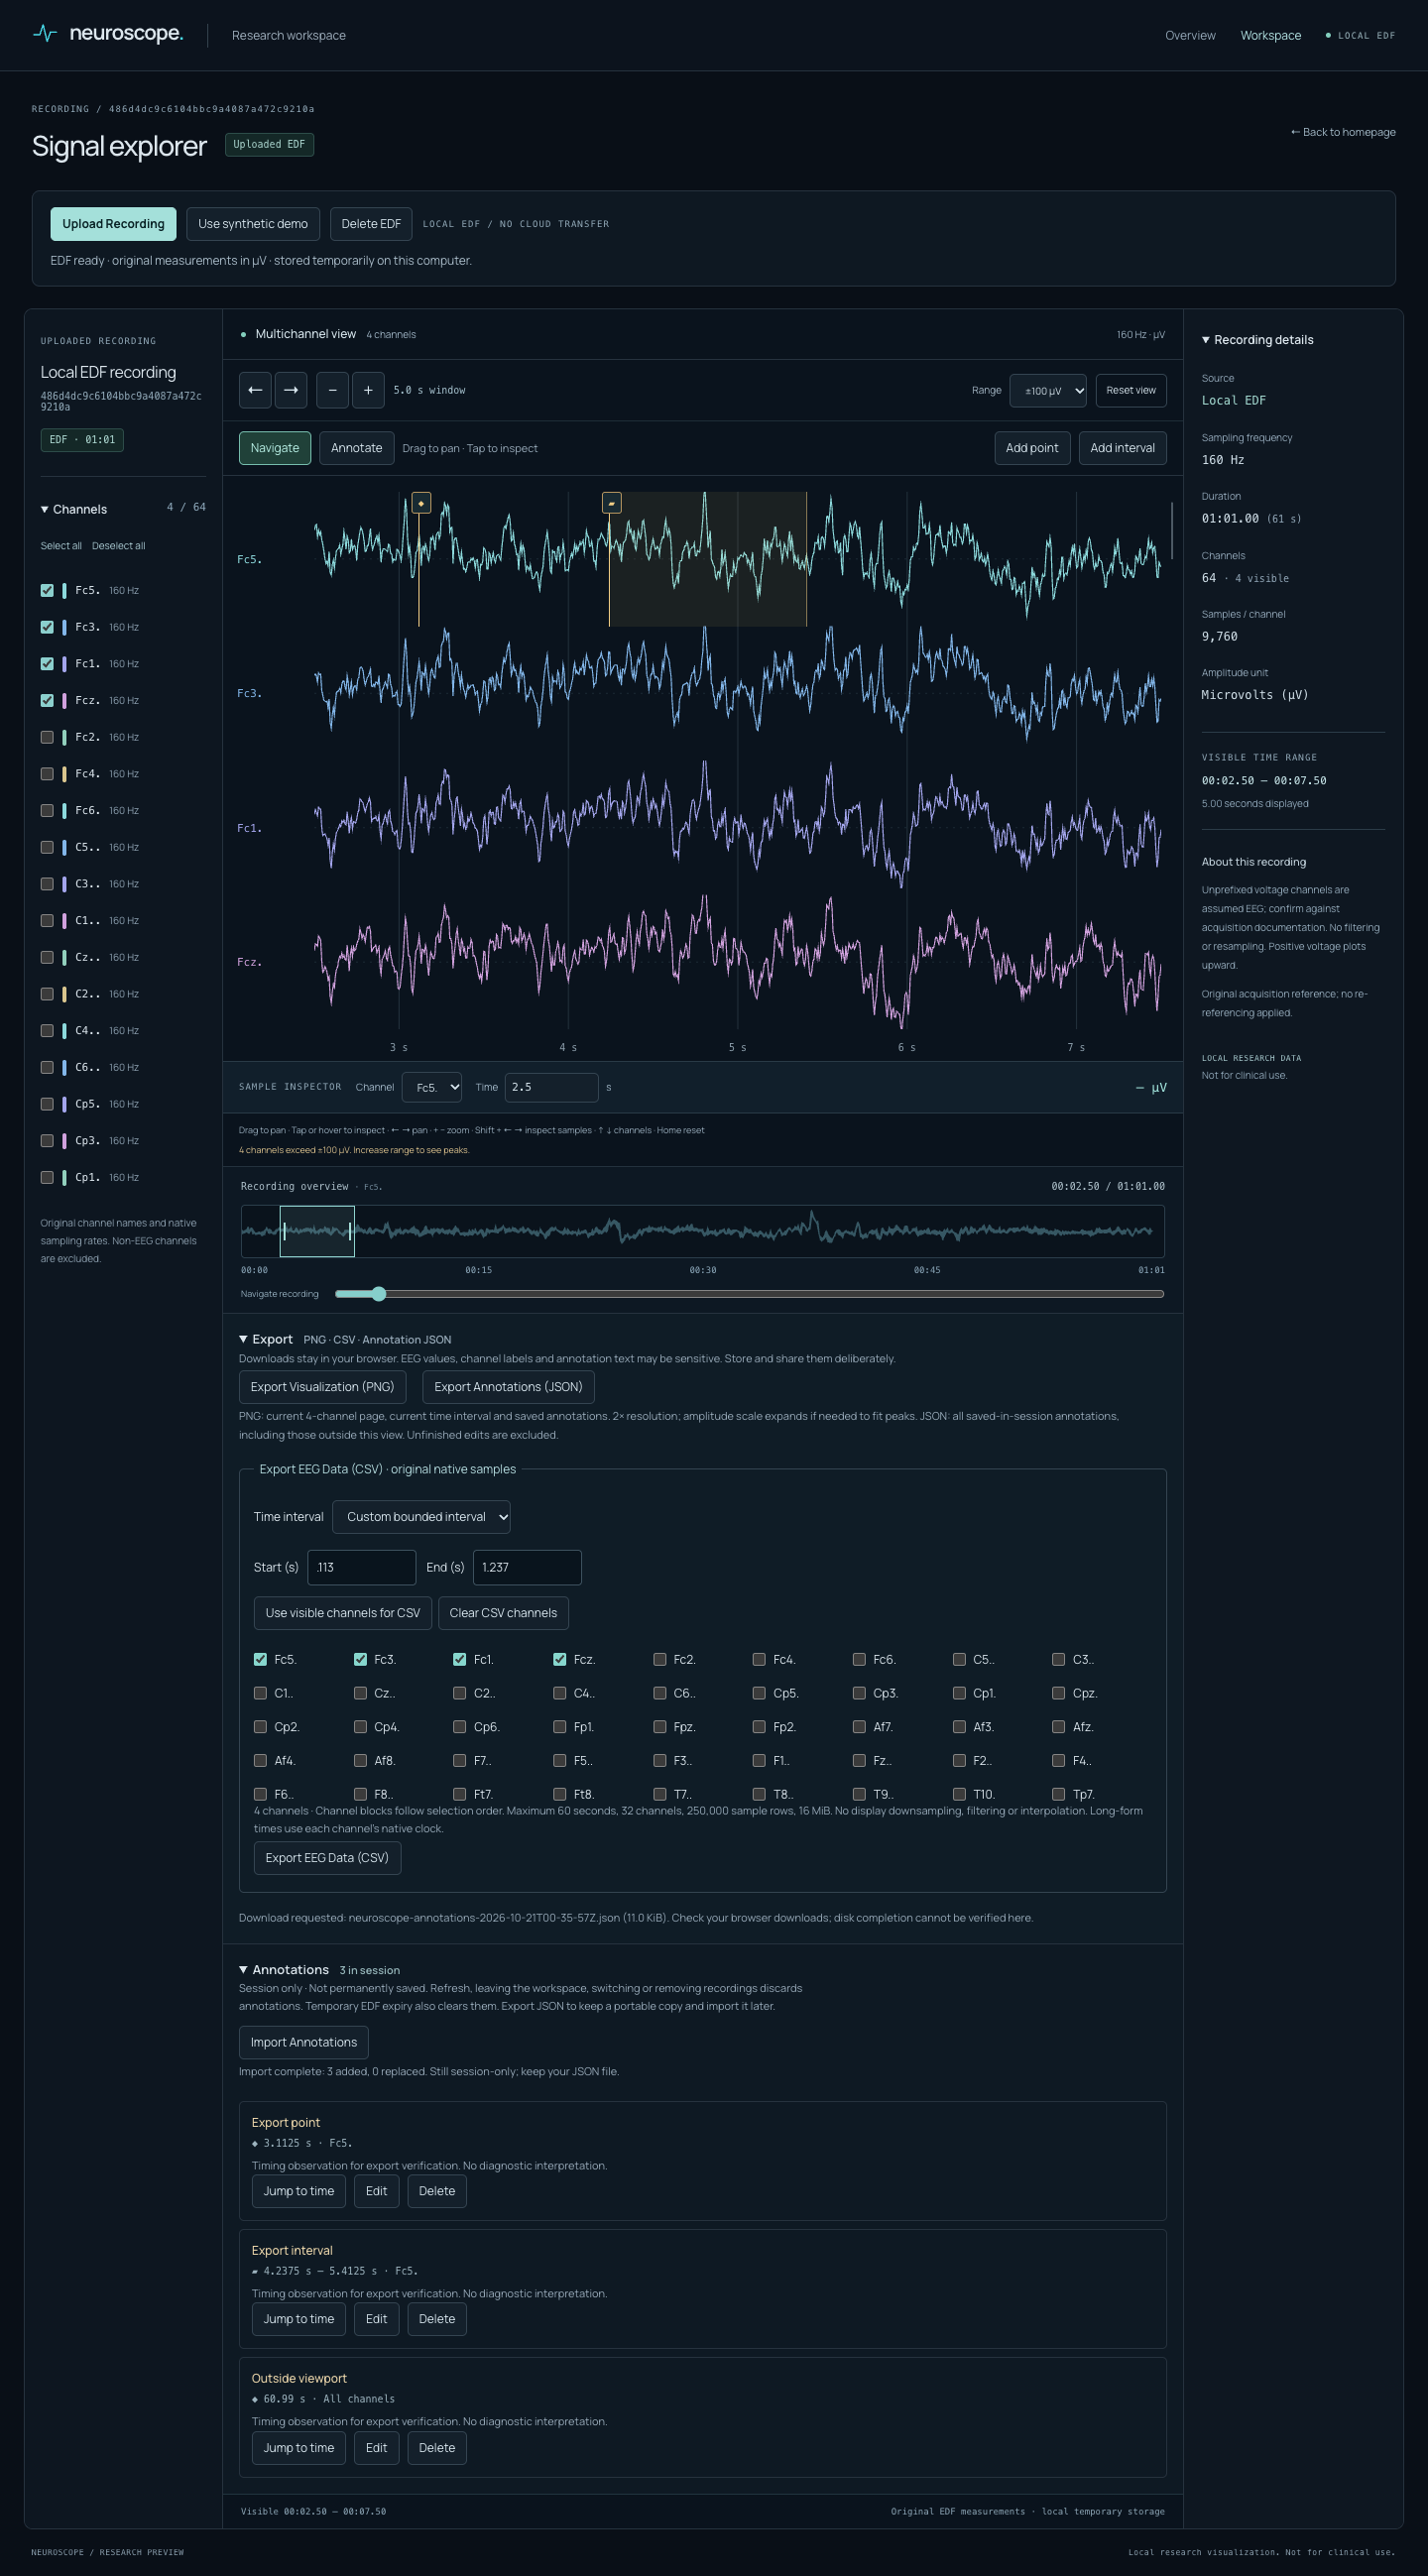 neuroscope.
Research workspace
Overview
Workspace
LOCAL EDF
RECORDING / 486d4dc9c6104bbc9a4087a472c9210a
Signal explorer
Uploaded EDF
← Back to homepage
Upload Recording
Use synthetic demo
Delete EDF
LOCAL EDF / NO CLOUD TRANSFER
EDF ready · original measurements in µV · stored temporarily on this computer.
UPLOADED RECORDING
Local EDF recording
486d4dc9c6104bbc9a4087a472c
9210a
EDF · 01:01
▼ Channels 4 / 64
Select all Deselect all
Fc5. 160 Hz
Fc3. 160 Hz
Fc1. 160 Hz
Fcz. 160 Hz
Fc2. 160 Hz
Fc4. 160 Hz
Fc6. 160 Hz
C5.. 160 Hz
C3.. 160 Hz
C1.. 160 Hz
Cz.. 160 Hz
C2.. 160 Hz
C4.. 160 Hz
C6.. 160 Hz
Cp5. 160 Hz
Cp3. 160 Hz
Cp1. 160 Hz
Original channel names and native
sampling rates. Non-EEG channels
are excluded.
Multichannel view 4 channels 160 Hz · µV
← → − + 5.0 s window Range ±100 µV Reset view
Navigate Annotate Drag to pan · Tap to inspect Add point Add interval
Fc5.
Fc3.
Fc1.
Fcz.
3 s 4 s 5 s 6 s 7 s
SAMPLE INSPECTOR Channel Fc5. Time 2.5 s — µV
Drag to pan · Tap or hover to inspect · ← → pan · + − zoom · Shift + ← → inspect samples · ↑ ↓ channels · Home reset
4 channels exceed ±100 µV. Increase range to see peaks.
Recording overview · Fc5. 00:02.50 / 01:01.00
00:00 00:15 00:30 00:45 01:01
Navigate recording
▼ Export PNG · CSV · Annotation JSON
Downloads stay in your browser. EEG values, channel labels and annotation text may be sensitive. Store and share them deliberately.
Export Visualization (PNG) Export Annotations (JSON)
PNG: current 4-channel page, current time interval and saved annotations. 2× resolution; amplitude scale expands if needed to fit peaks. JSON: all saved-in-session annotations,
including those outside this view. Unfinished edits are excluded.
Export EEG Data (CSV) · original native samples
Time interval Custom bounded interval
Start (s) .113 End (s) 1.237
Use visible channels for CSV Clear CSV channels
Fc5. Fc3. Fc1. Fcz. Fc2. Fc4. Fc6. C5.. C3..
C1.. Cz.. C2.. C4.. C6.. Cp5. Cp3. Cp1. Cpz.
Cp2. Cp4. Cp6. Fp1. Fpz. Fp2. Af7. Af3. Afz.
Af4. Af8. F7.. F5.. F3.. F1.. Fz.. F2.. F4..
F6.. F8.. Ft7. Ft8. T7.. T8.. T9.. T10. Tp7.
4 channels · Channel blocks follow selection order. Maximum 60 seconds, 32 channels, 250,000 sample rows, 16 MiB. No display downsampling, filtering or interpolation. Long-form
times use each channel's native clock.
Export EEG Data (CSV)
Download requested: neuroscope-annotations-2026-10-21T00-35-57Z.json (11.0 KiB). Check your browser downloads; disk completion cannot be verified here.
▼ Annotations 3 in session
Session only · Not permanently saved. Refresh, leaving the workspace, switching or removing recordings discards
annotations. Temporary EDF expiry also clears them. Export JSON to keep a portable copy and import it later.
Import Annotations
Import complete: 3 added, 0 replaced. Still session-only; keep your JSON file.
Export point
◆ 3.1125 s · Fc5.
Timing observation for export verification. No diagnostic interpretation.
Jump to time Edit Delete
Export interval
▰ 4.2375 s — 5.4125 s · Fc5.
Timing observation for export verification. No diagnostic interpretation.
Jump to time Edit Delete
Outside viewport
◆ 60.99 s · All channels
Timing observation for export verification. No diagnostic interpretation.
Jump to time Edit Delete
Visible 00:02.50 — 00:07.50 Original EDF measurements · local temporary storage
▼ Recording details
Source
Local EDF
Sampling frequency
160 Hz
Duration
01:01.00 (61 s)
Channels
64 · 4 visible
Samples / channel
9,760
Amplitude unit
Microvolts (µV)
VISIBLE TIME RANGE
00:02.50 — 00:07.50
5.00 seconds displayed
About this recording
Unprefixed voltage channels are
assumed EEG; confirm against
acquisition documentation. No filtering
or resampling. Positive voltage plots
upward.
Original acquisition reference; no re-
referencing applied.
LOCAL RESEARCH DATA
Not for clinical use.
NEUROSCOPE / RESEARCH PREVIEW
Local research visualization. Not for clinical use.